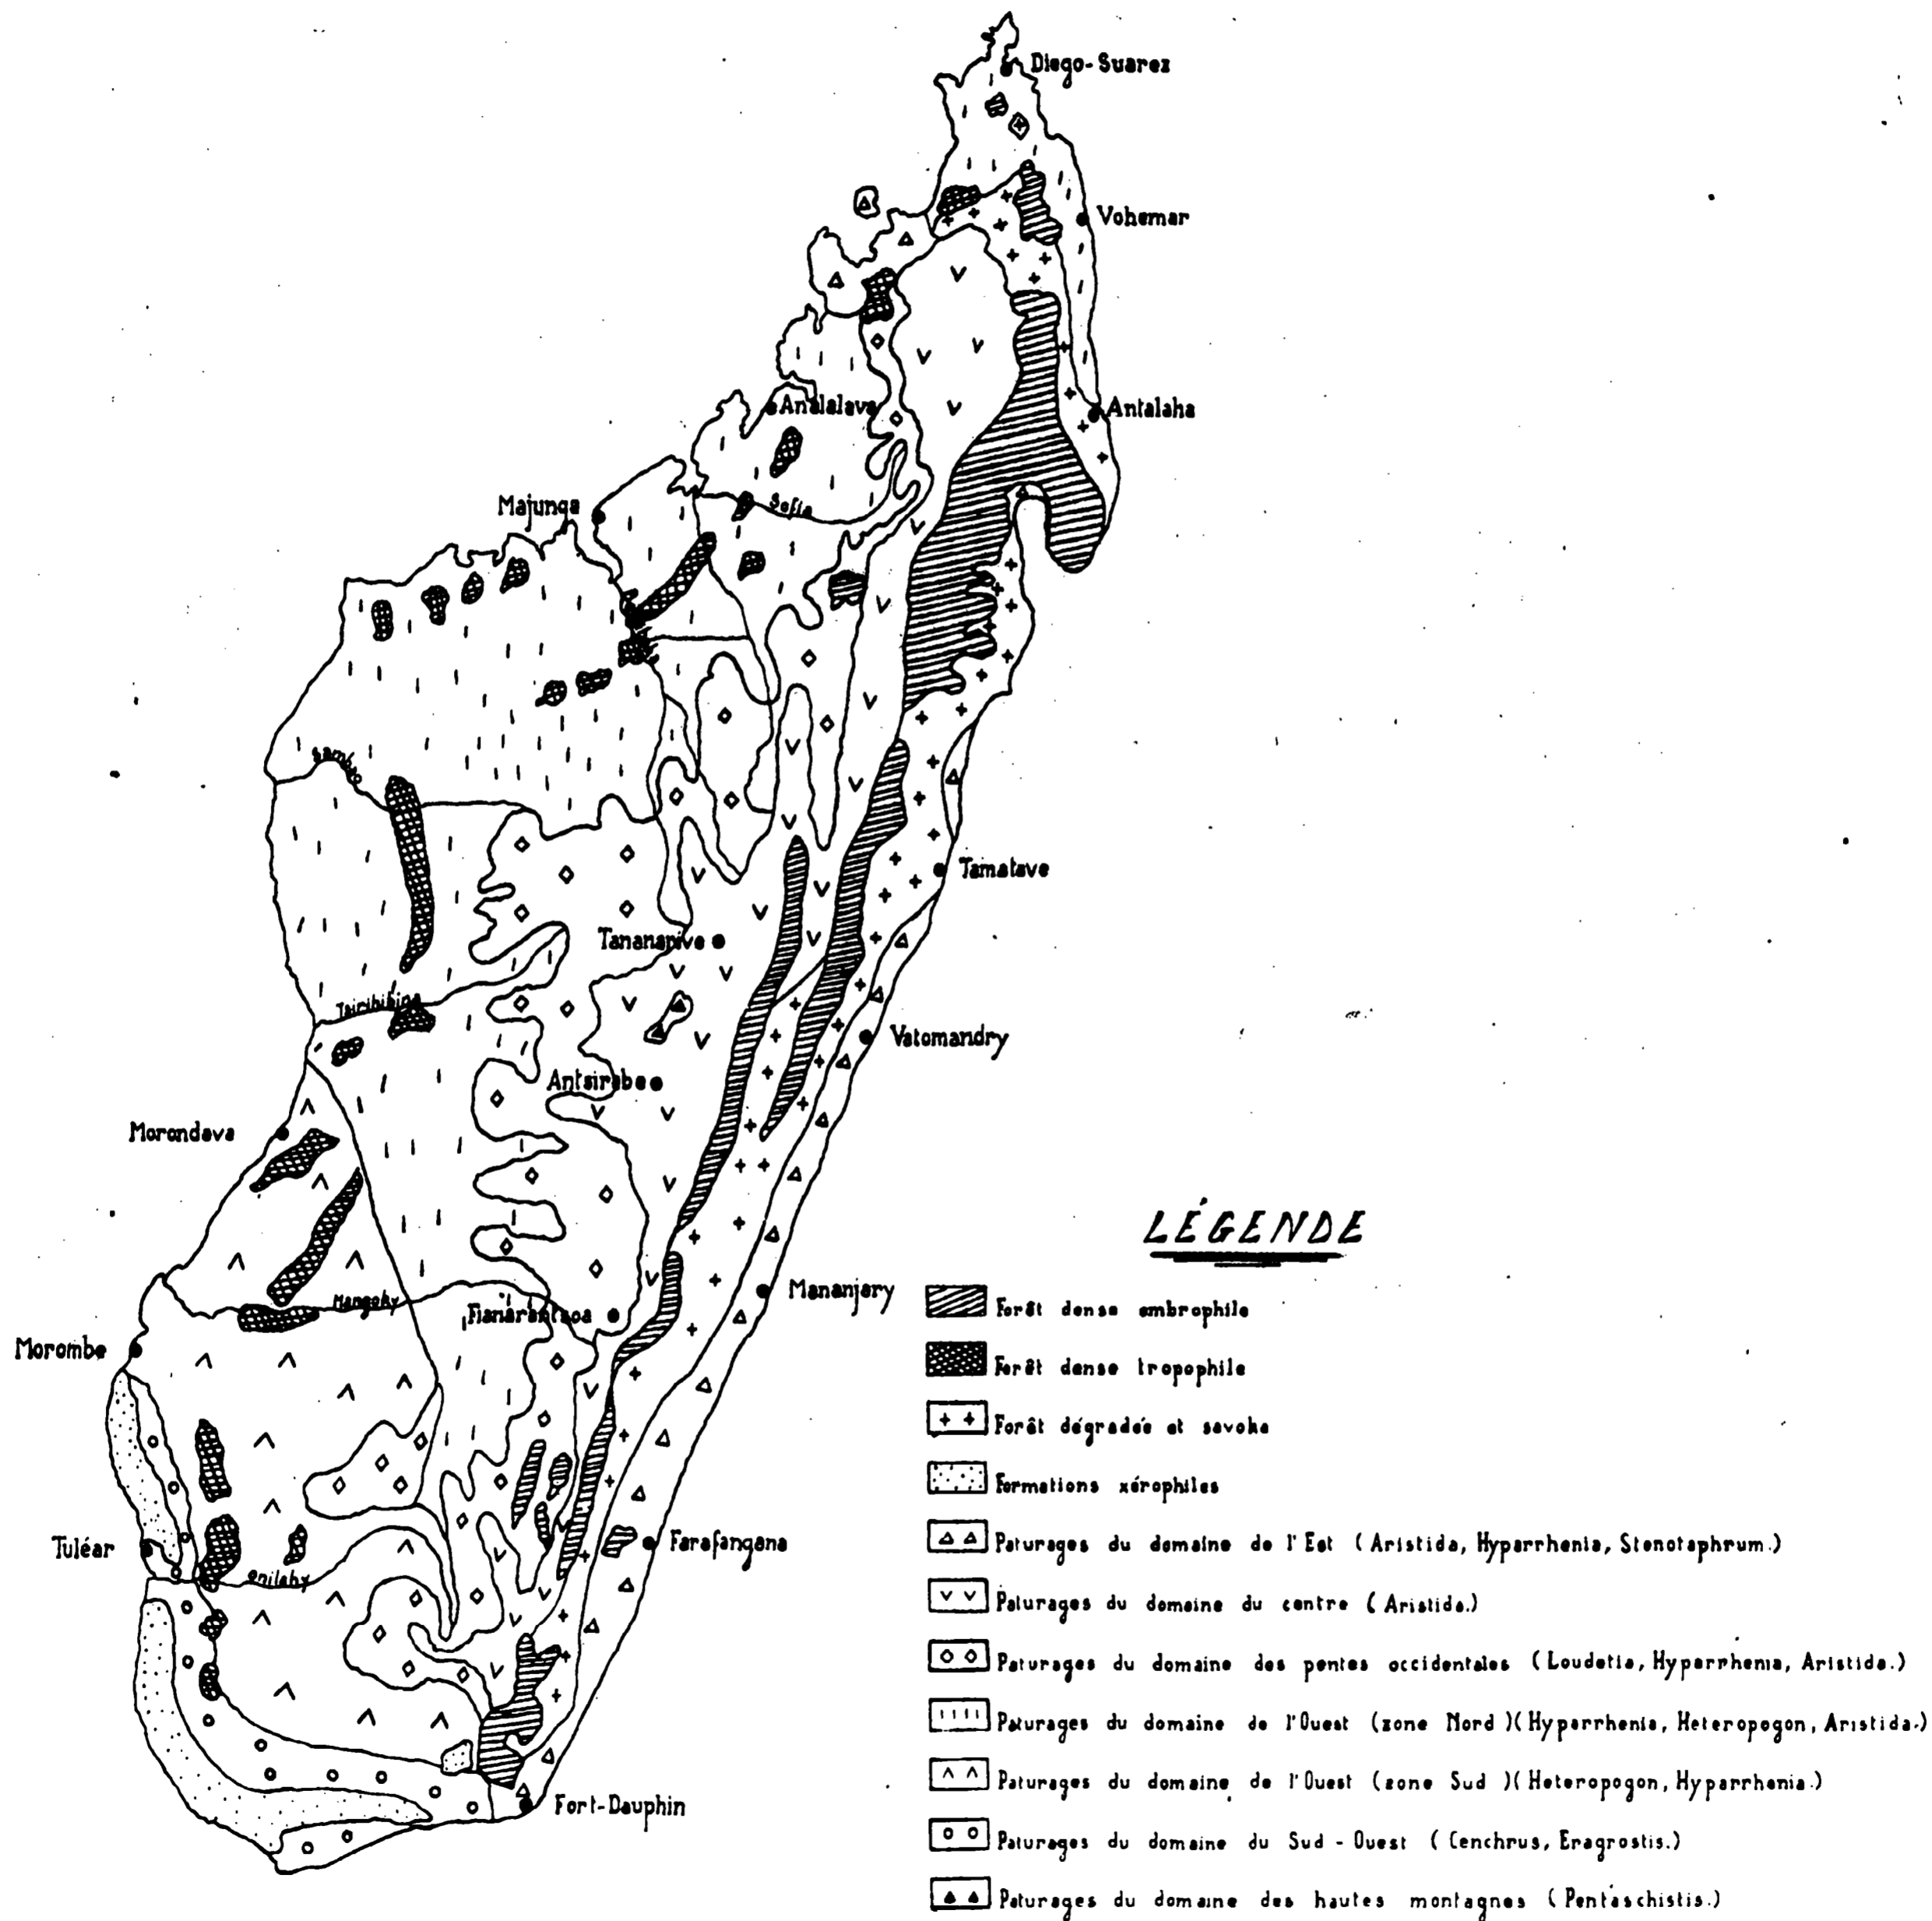 Diego-Suarez
Vohemar
Analalava
Antalaha
Majunga
Sofia
Tamatave
Tananarive
Tsiribihina
Vatomandry
Antsirabe
Morondava
Mananjary
Mangoky
Fianarantsoa
Morombe
Tuléar
Farafangana
Onilahy
Fort-Dauphin
LÉGENDE
Forêt dense ombrophile
Forêt dense tropophile
Forêt dégradée et savoka
Formations xérophiles
Paturages du domaine de l'Est (Aristida, Hyparrhenia, Stenotaphrum.)
Paturages du domaine du centre (Aristida.)
Paturages du domaine des pentes occidentales (Loudetia, Hyparrhenia, Aristida.)
Paturages du domaine de l'Ouest (zone Nord)(Hyparrhenia, Heteropogon, Aristida.)
Paturages du domaine de l'Ouest (zone Sud)(Heteropogon, Hyparrhenia.)
Paturages du domaine du Sud-Ouest (Cenchrus, Eragrostis.)
Paturages du domaine des hautes montagnes (Pentaschistis.)